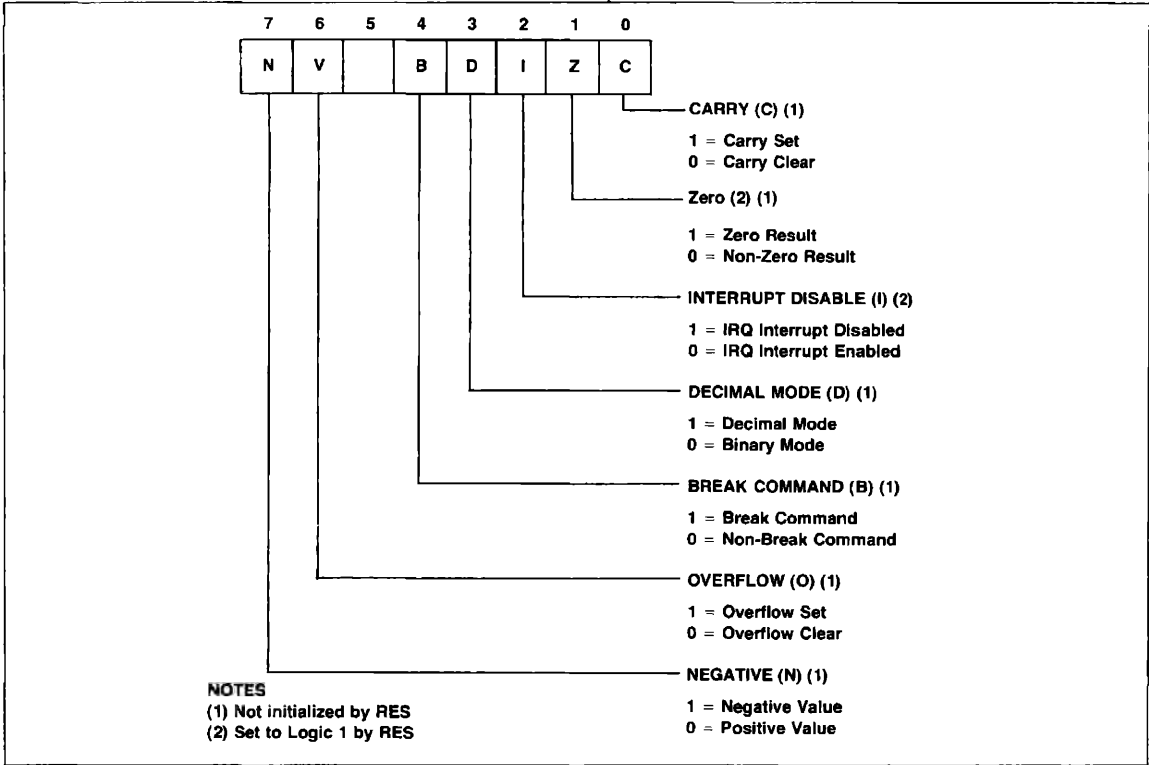 7 6 5 4 3 2 1 0
N V B D I Z C
CARRY (C) (1)
1 = Carry Set
0 = Carry Clear
Zero (2) (1)
1 = Zero Result
0 = Non-Zero Result
INTERRUPT DISABLE (I) (2)
1 = IRQ Interrupt Disabled
0 = IRQ Interrupt Enabled
DECIMAL MODE (D) (1)
1 = Decimal Mode
0 = Binary Mode
BREAK COMMAND (B) (1)
1 = Break Command
0 = Non-Break Command
OVERFLOW (O) (1)
1 = Overflow Set
0 = Overflow Clear
NEGATIVE (N) (1)
1 = Negative Value
0 = Positive Value
NOTES
(1) Not initialized by RES
(2) Set to Logic 1 by RES